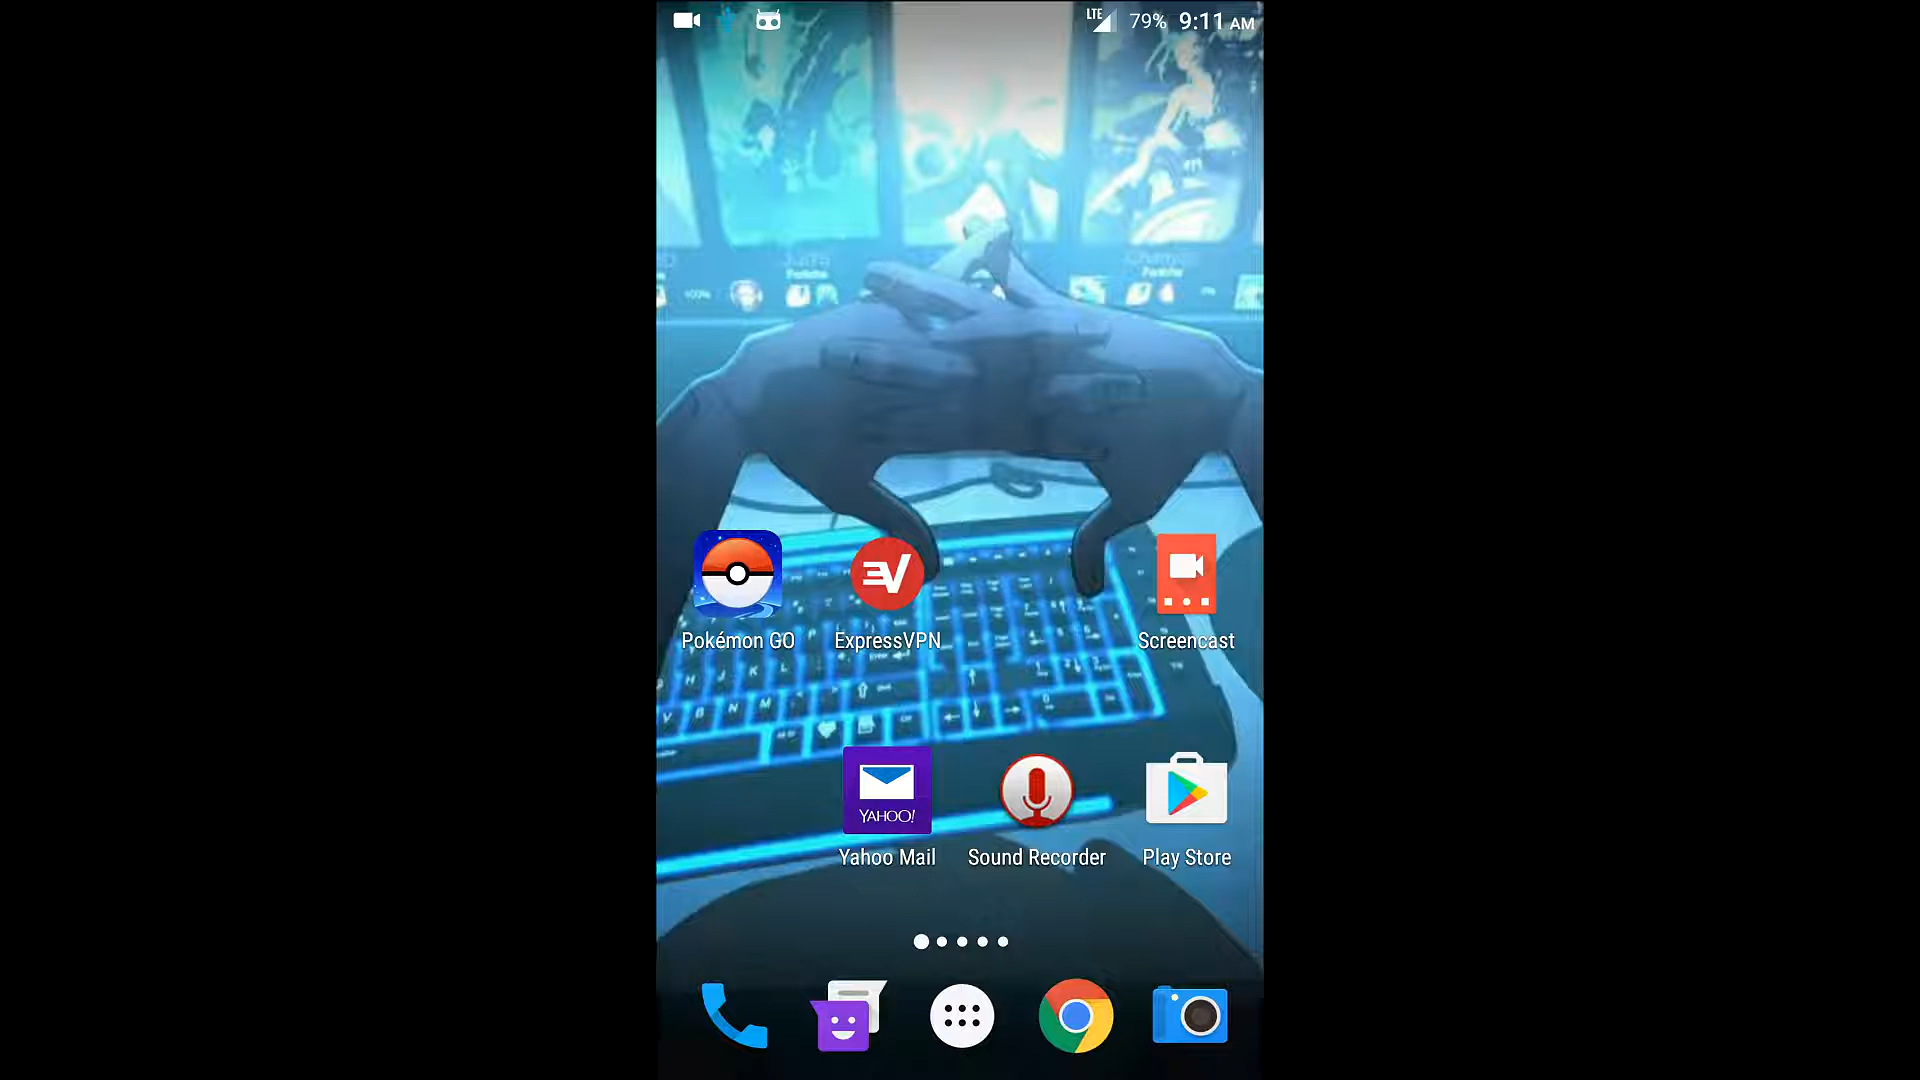 LTE 79% 9:11 AM
Pokémon GO
ExpressVPN
Screencast
YAHOO!
Yahoo Mail
Sound Recorder
Play Store